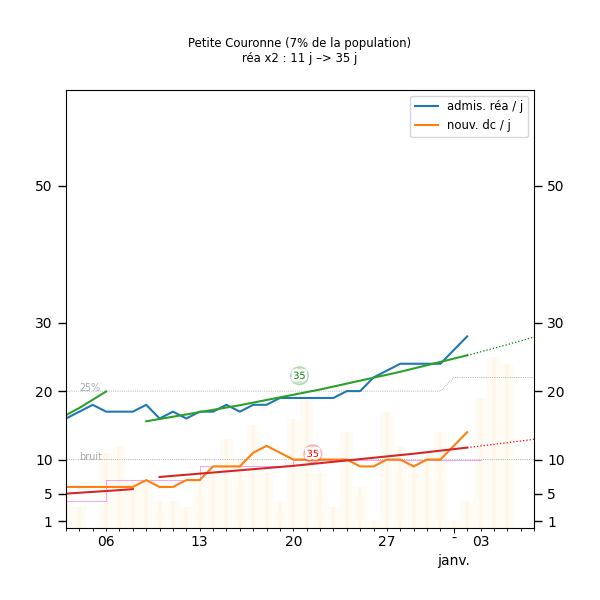 Petite Couronne (7% de la population)
réa x2 : 11 j –> 35 j
admis. réa / j
nouv. dc / j
50 50
30 30
35
25%
20 20
35
bruit
10 10
5 5
1 1
06 13 20 27 - 03
janv.